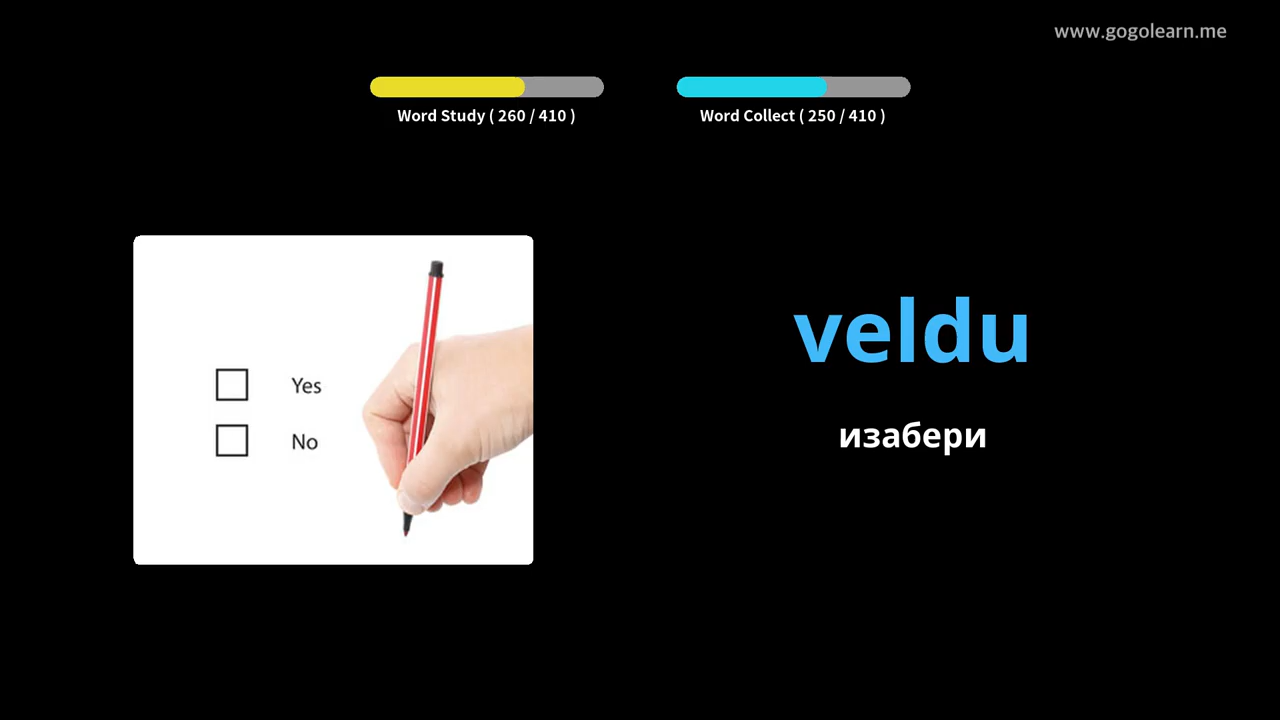 www.gogolearn.me
Word Study ( 260 / 410 )
Word Collect ( 250 / 410 )
Yes
No
veldu
изабери